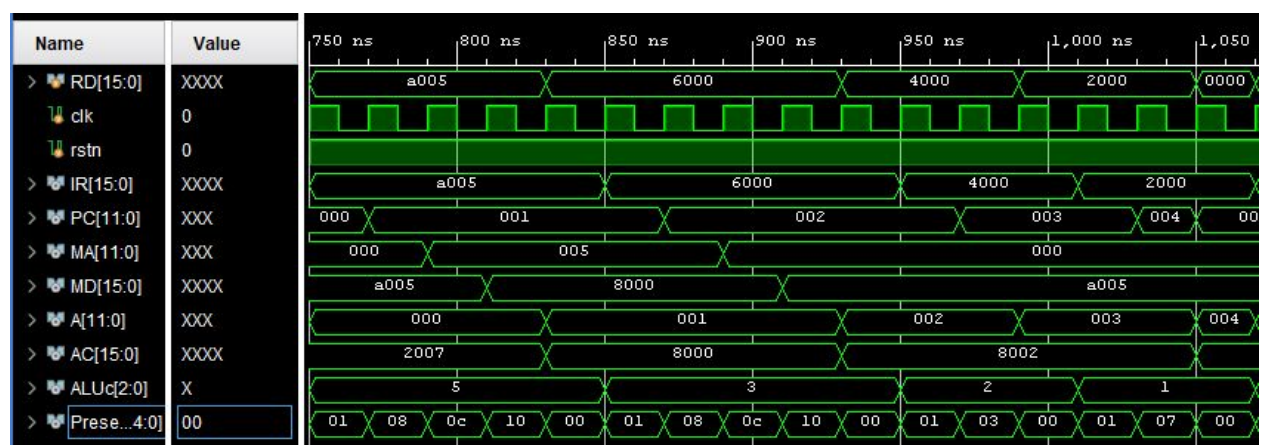 Name Value 750 ns 800 ns 850 ns 900 ns 950 ns 1,000 ns 1,050
RD[15:0] XXXX a005 6000 4000 2000 0000
clk 0
rstn 0
IR[15:0] XXXX a005 6000 4000 2000
PC[11:0] XXX 000 001 002 003 004 00
MA[11:0] XXX 000 005 000
MD[15:0] XXXX a005 8000 a005
A[11:0] XXX 000 001 002 003 004
AC[15:0] XXXX 2007 8000 8002
ALUc[2:0] X 5 3 2 1
Prese...4:0] 00 01 08 0c 10 00 01 08 0c 10 00 01 03 00 01 07 00